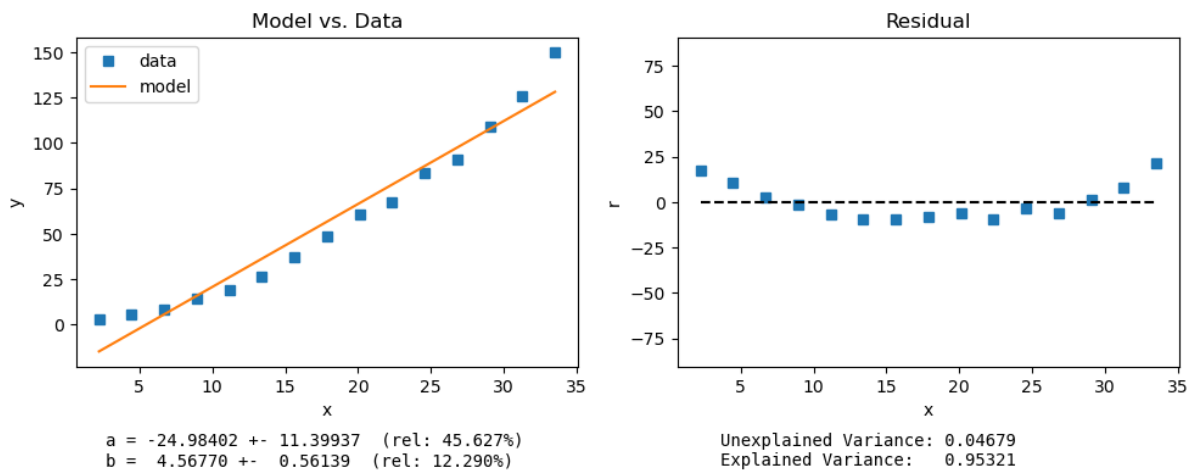 Model vs. Data
150
125
100
75
50
25
0
y
data
model
5
10
15
20
25
30
35
x
a = -24.98402 +- 11.39937 (rel: 45.627%)
b = 4.56770 +- 0.56139 (rel: 12.290%)
Residual
75
50
25
0
−25
−50
−75
r
5
10
15
20
25
30
35
x
Unexplained Variance: 0.04679
Explained Variance: 0.95321